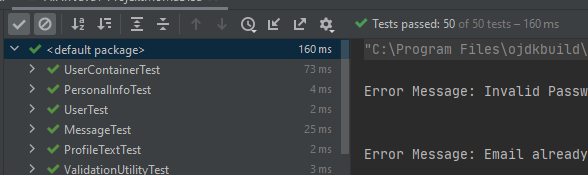 Tests passed: 50 of 50 tests – 160 ms
<default package> 160 ms
UserContainerTest 73 ms
PersonalInfoTest 4 ms
UserTest 2 ms
MessageTest 25 ms
ProfileTextTest 2 ms
ValidationUtilityTest 3 ms
"C:\Program Files\ojdkbuild\
Error Message: Invalid Passw
Error Message: Email already